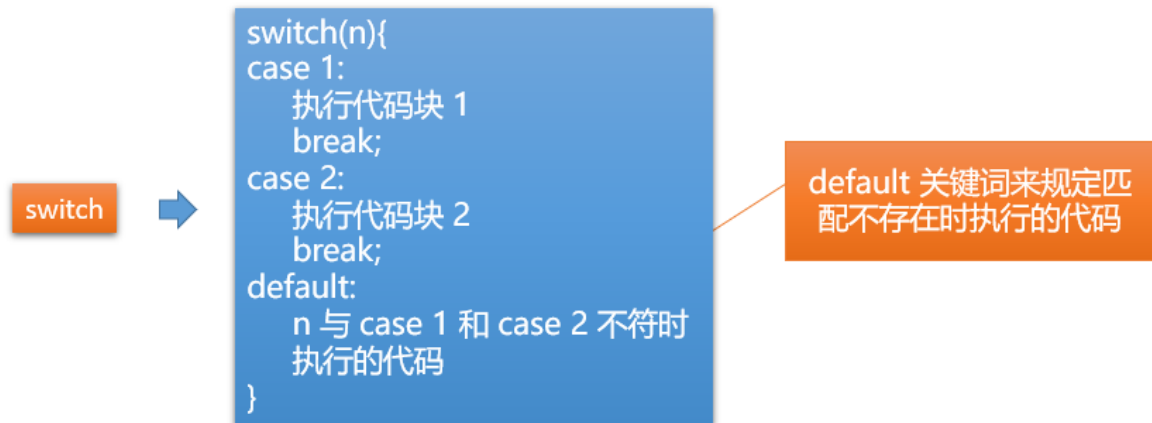 switch
switch(n){
case 1:
执行代码块 1
break;
case 2:
执行代码块 2
break;
default:
n 与 case 1 和 case 2 不符时
执行的代码
}
default 关键词来规定匹
配不存在时执行的代码